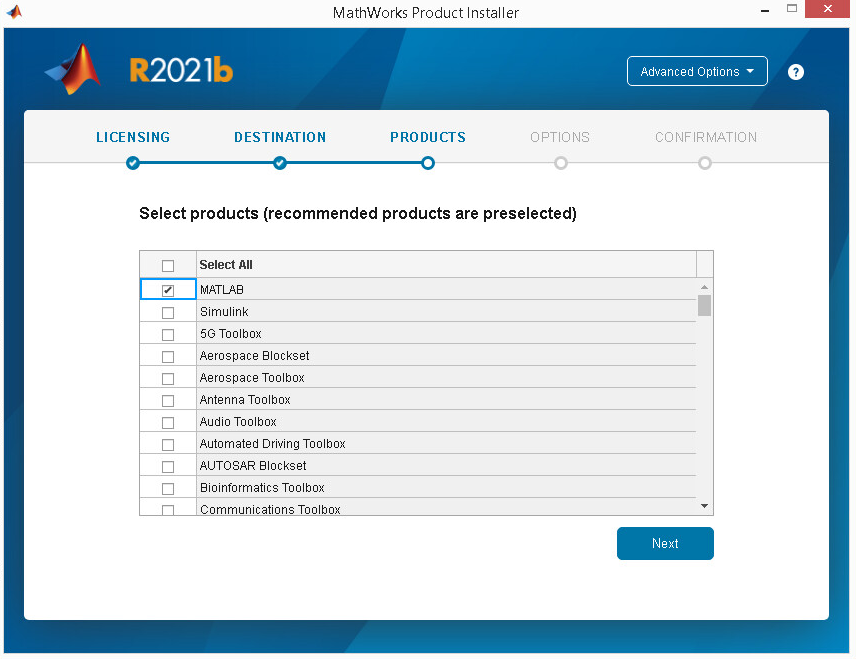 MathWorks Product Installer
R2021b
Advanced Options
?
LICENSING DESTINATION PRODUCTS OPTIONS CONFIRMATION
Select products (recommended products are preselected)
Select All
MATLAB
Simulink
5G Toolbox
Aerospace Blockset
Aerospace Toolbox
Antenna Toolbox
Audio Toolbox
Automated Driving Toolbox
AUTOSAR Blockset
Bioinformatics Toolbox
Communications Toolbox
Next